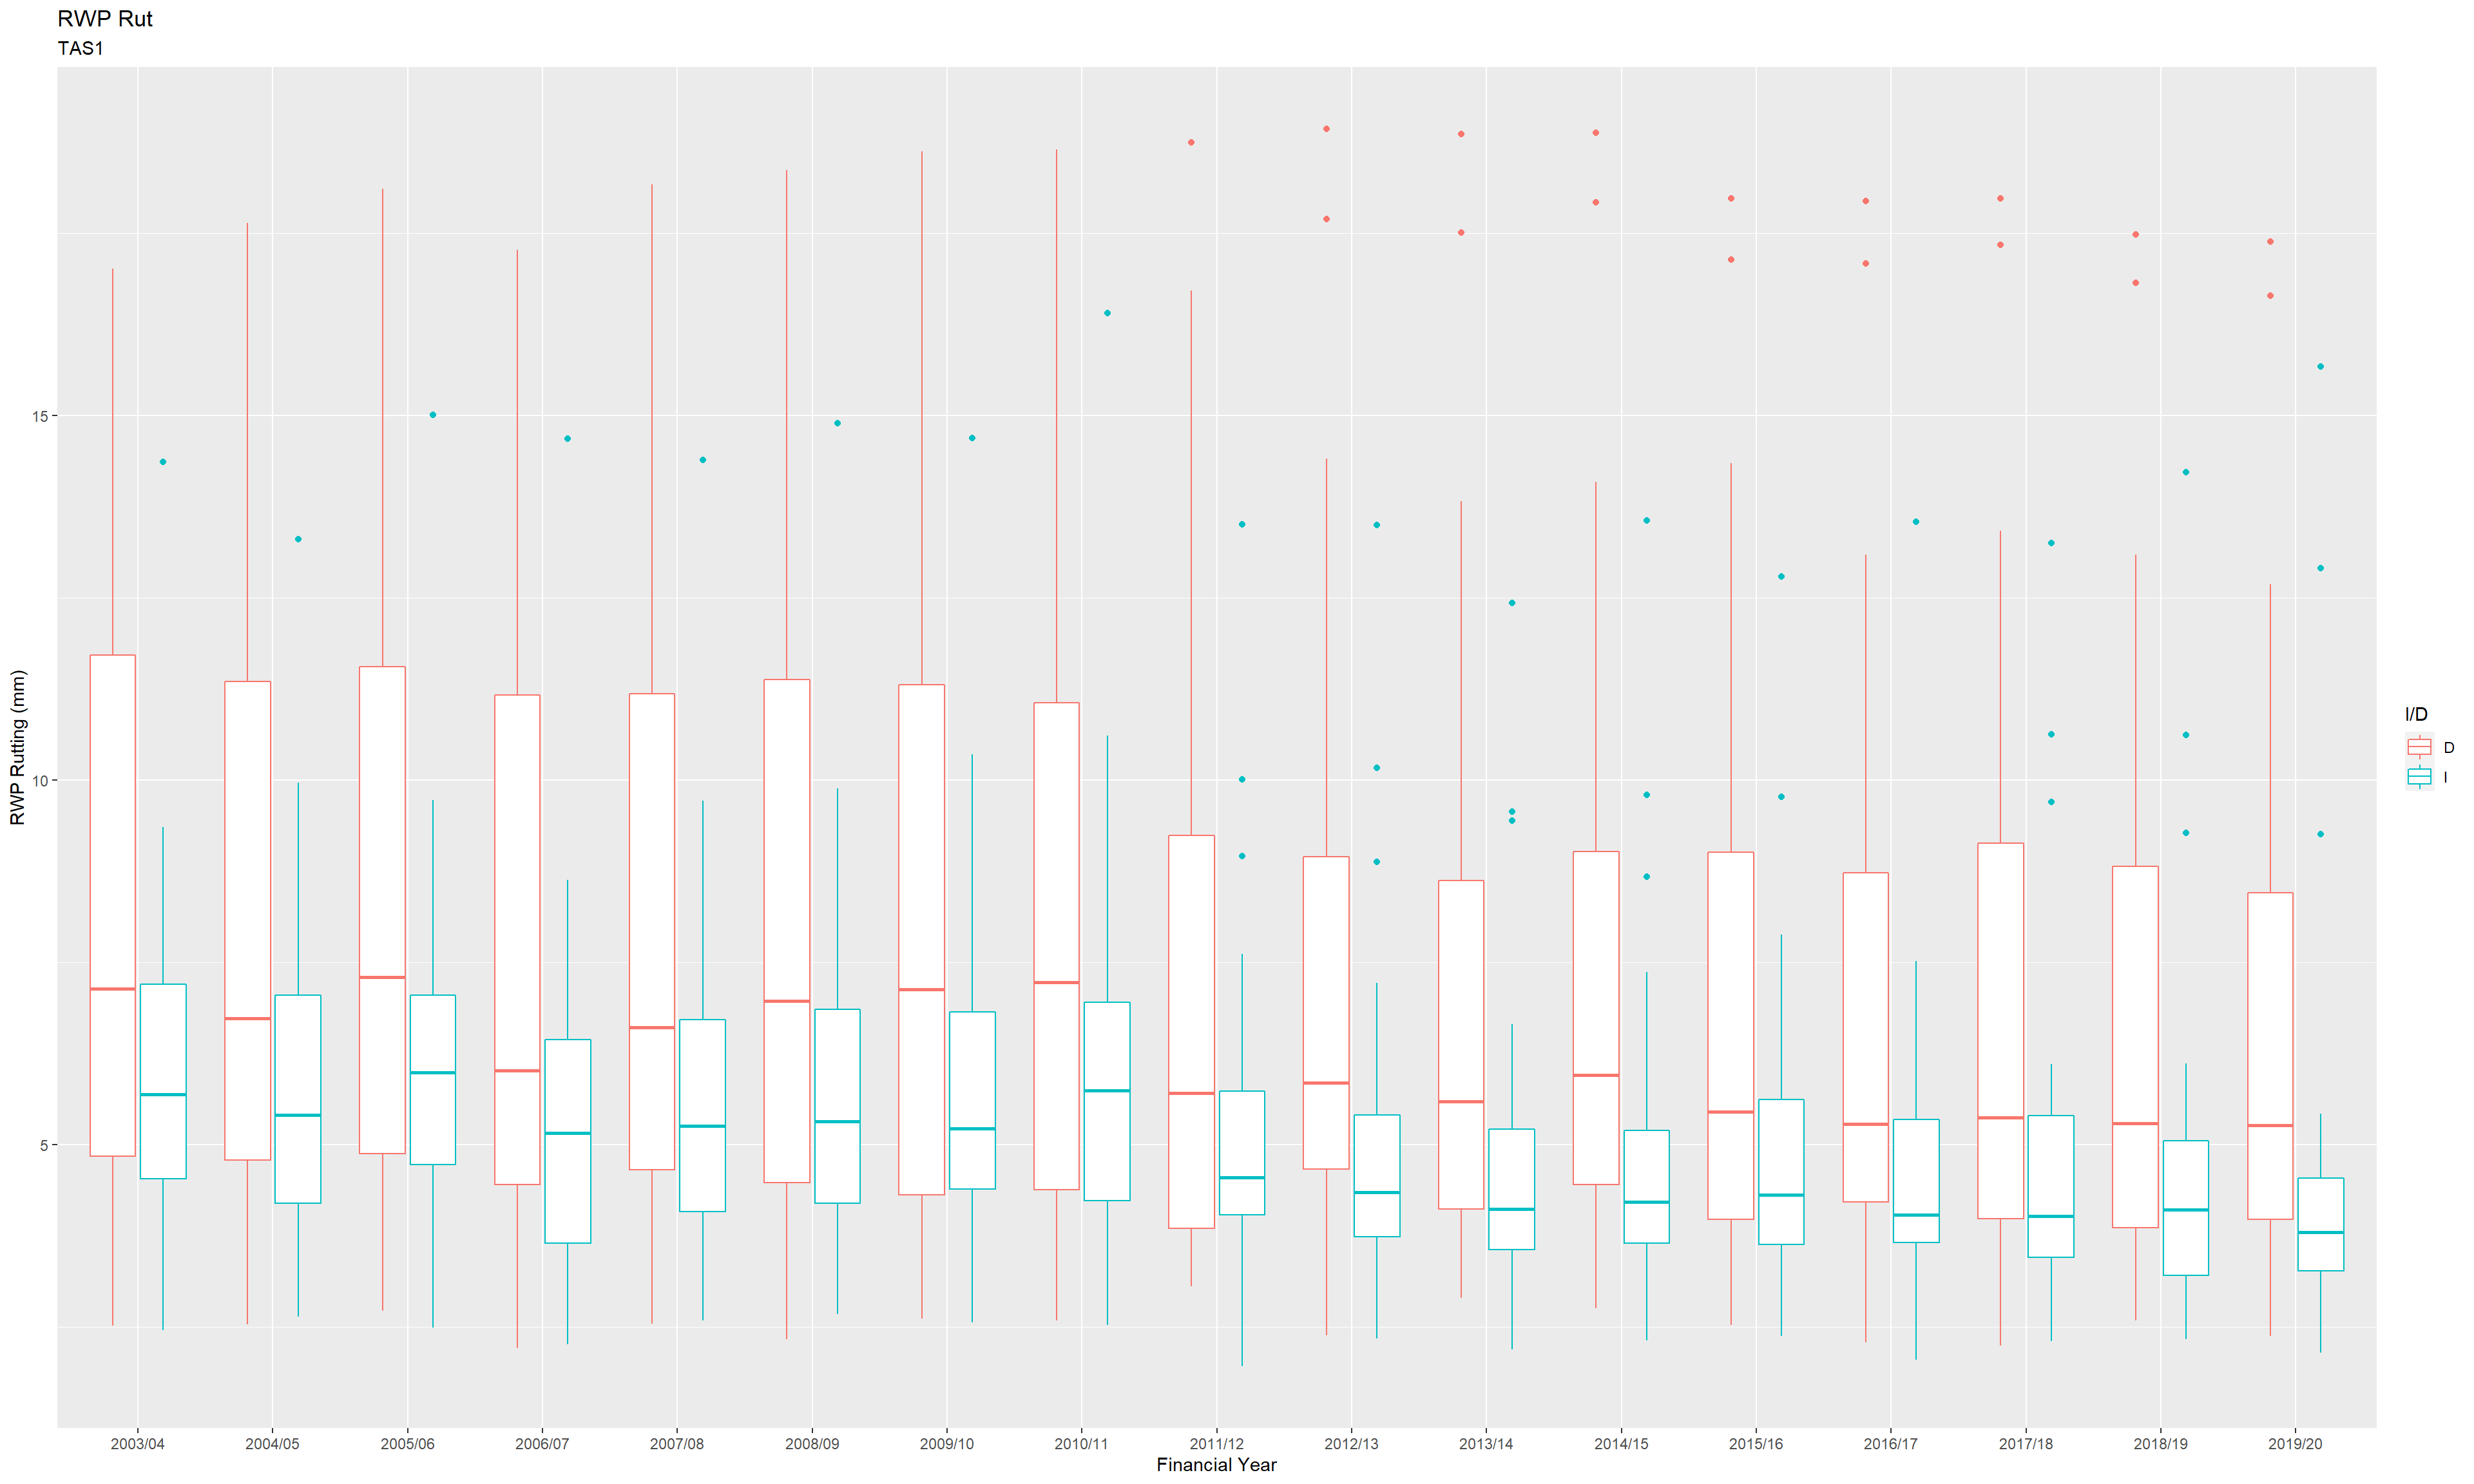 RWP Rut
TAS1
RWP Rutting (mm)
15
10
5
2003/04 2004/05 2005/06 2006/07 2007/08 2008/09 2009/10 2010/11 2011/12 2012/13 2013/14 2014/15 2015/16 2016/17 2017/18 2018/19 2019/20
Financial Year
I/D
D
I